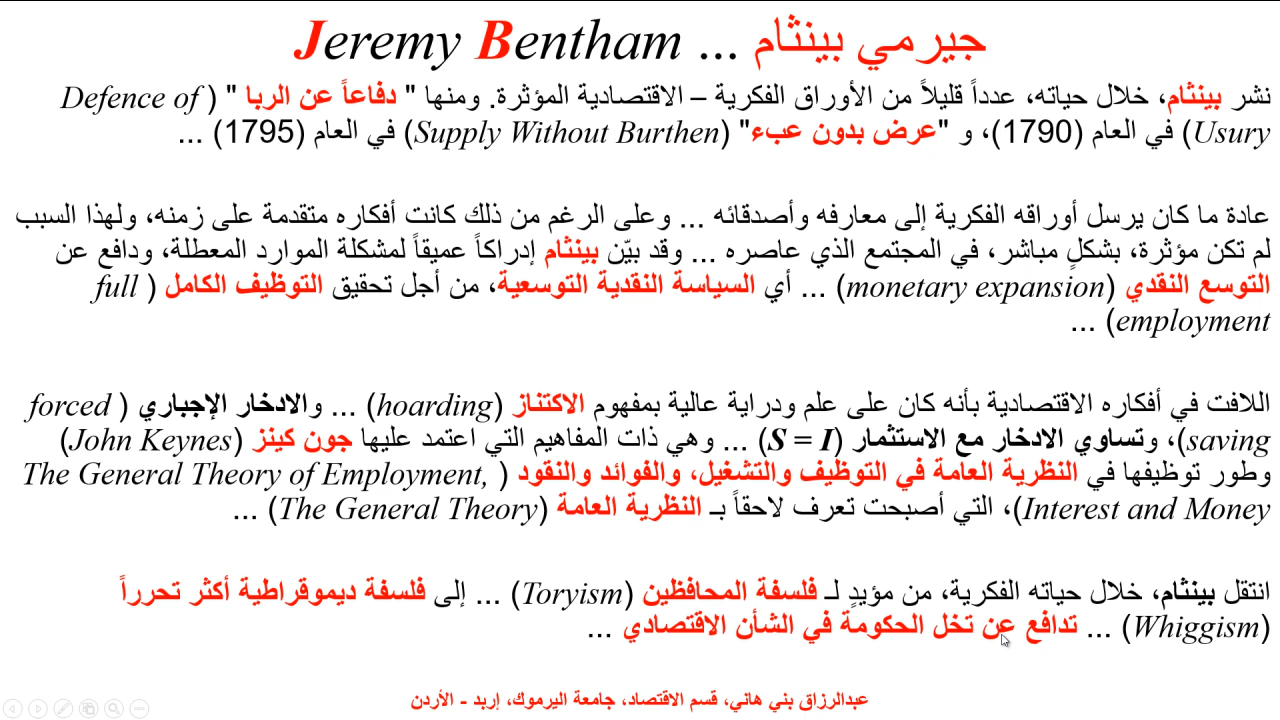 جيرمي بينثام ... Jeremy Bentham
نشر بينثام، خلال حياته، عدداً قليلاً من الأوراق الفكرية – الاقتصادية المؤثرة. ومنها " دفاعاً عن الربا " (Defence of
Usury) في العام (1790)، و "عرض بدون عبء" (Supply Without Burthen) في العام (1795) ...
عادة ما كان يرسل أوراقه الفكرية إلى معارفه وأصدقائه ... وعلى الرغم من ذلك كانت أفكاره متقدمة على زمنه، ولهذا السبب
لم تكن مؤثرة، بشكلٍ مباشر، في المجتمع الذي عاصره ... وقد بيّن بينثام إدراكاً عميقاً لمشكلة الموارد المعطلة، ودافع عن
التوسع النقدي (monetary expansion) ... أي السياسة النقدية التوسعية، من أجل تحقيق التوظيف الكامل (full
employment) ...
اللافت في أفكاره الاقتصادية بأنه كان على علم ودراية عالية بمفهوم الاكتناز (hoarding) ... والادخار الإجباري (forced
saving)، وتساوي الادخار مع الاستثمار (S = I) ... وهي ذات المفاهيم التي اعتمد عليها جون كينز (John Keynes)
وطور توظيفها في النظرية العامة في التوظيف والتشغيل، والفوائد والنقود (The General Theory of Employment,
Interest and Money)، التي أصبحت تعرف لاحقاً بـ النظرية العامة (The General Theory) ...
انتقل بينثام، خلال حياته الفكرية، من مؤيدٍ لـ فلسفة المحافظين (Toryism) ... إلى فلسفة ديموقراطية أكثر تحرراً
(Whiggism) ... تدافع عن تخل الحكومة في الشأن الاقتصادي ...
عبدالرزاق بني هاني، قسم الاقتصاد، جامعة اليرموك، إربد - الأردن